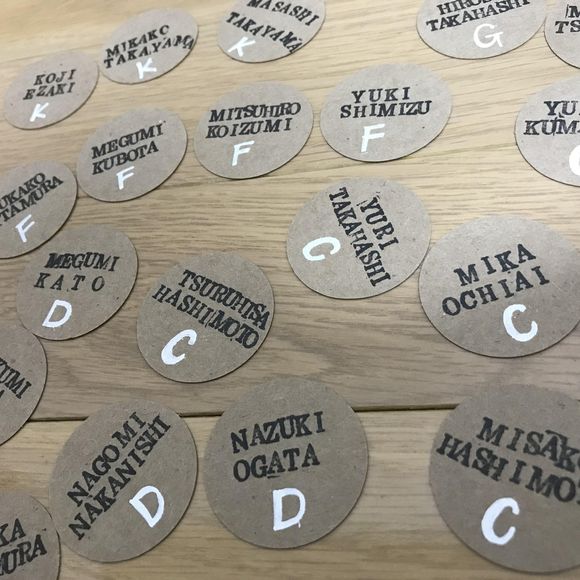 KOJI
EZAKI
K
MIKAKO
TAKAYAMA
K
MASASHI
TAKAYAMA
K
TAKAHASHI
G
MEGUMI
KUBOTA
F
MITSUHIRO
KOIZUMI
F
YUKI
SHIMIZU
F
F
MEGUMI
KATO
D
TSURUHISA
HASHIMOTO
C
YURI
TAKAHASHI
C
MIKA
OCHIAI
C
NAGOMI
NAKANISHI
D
NAZUKI
OGATA
D
C